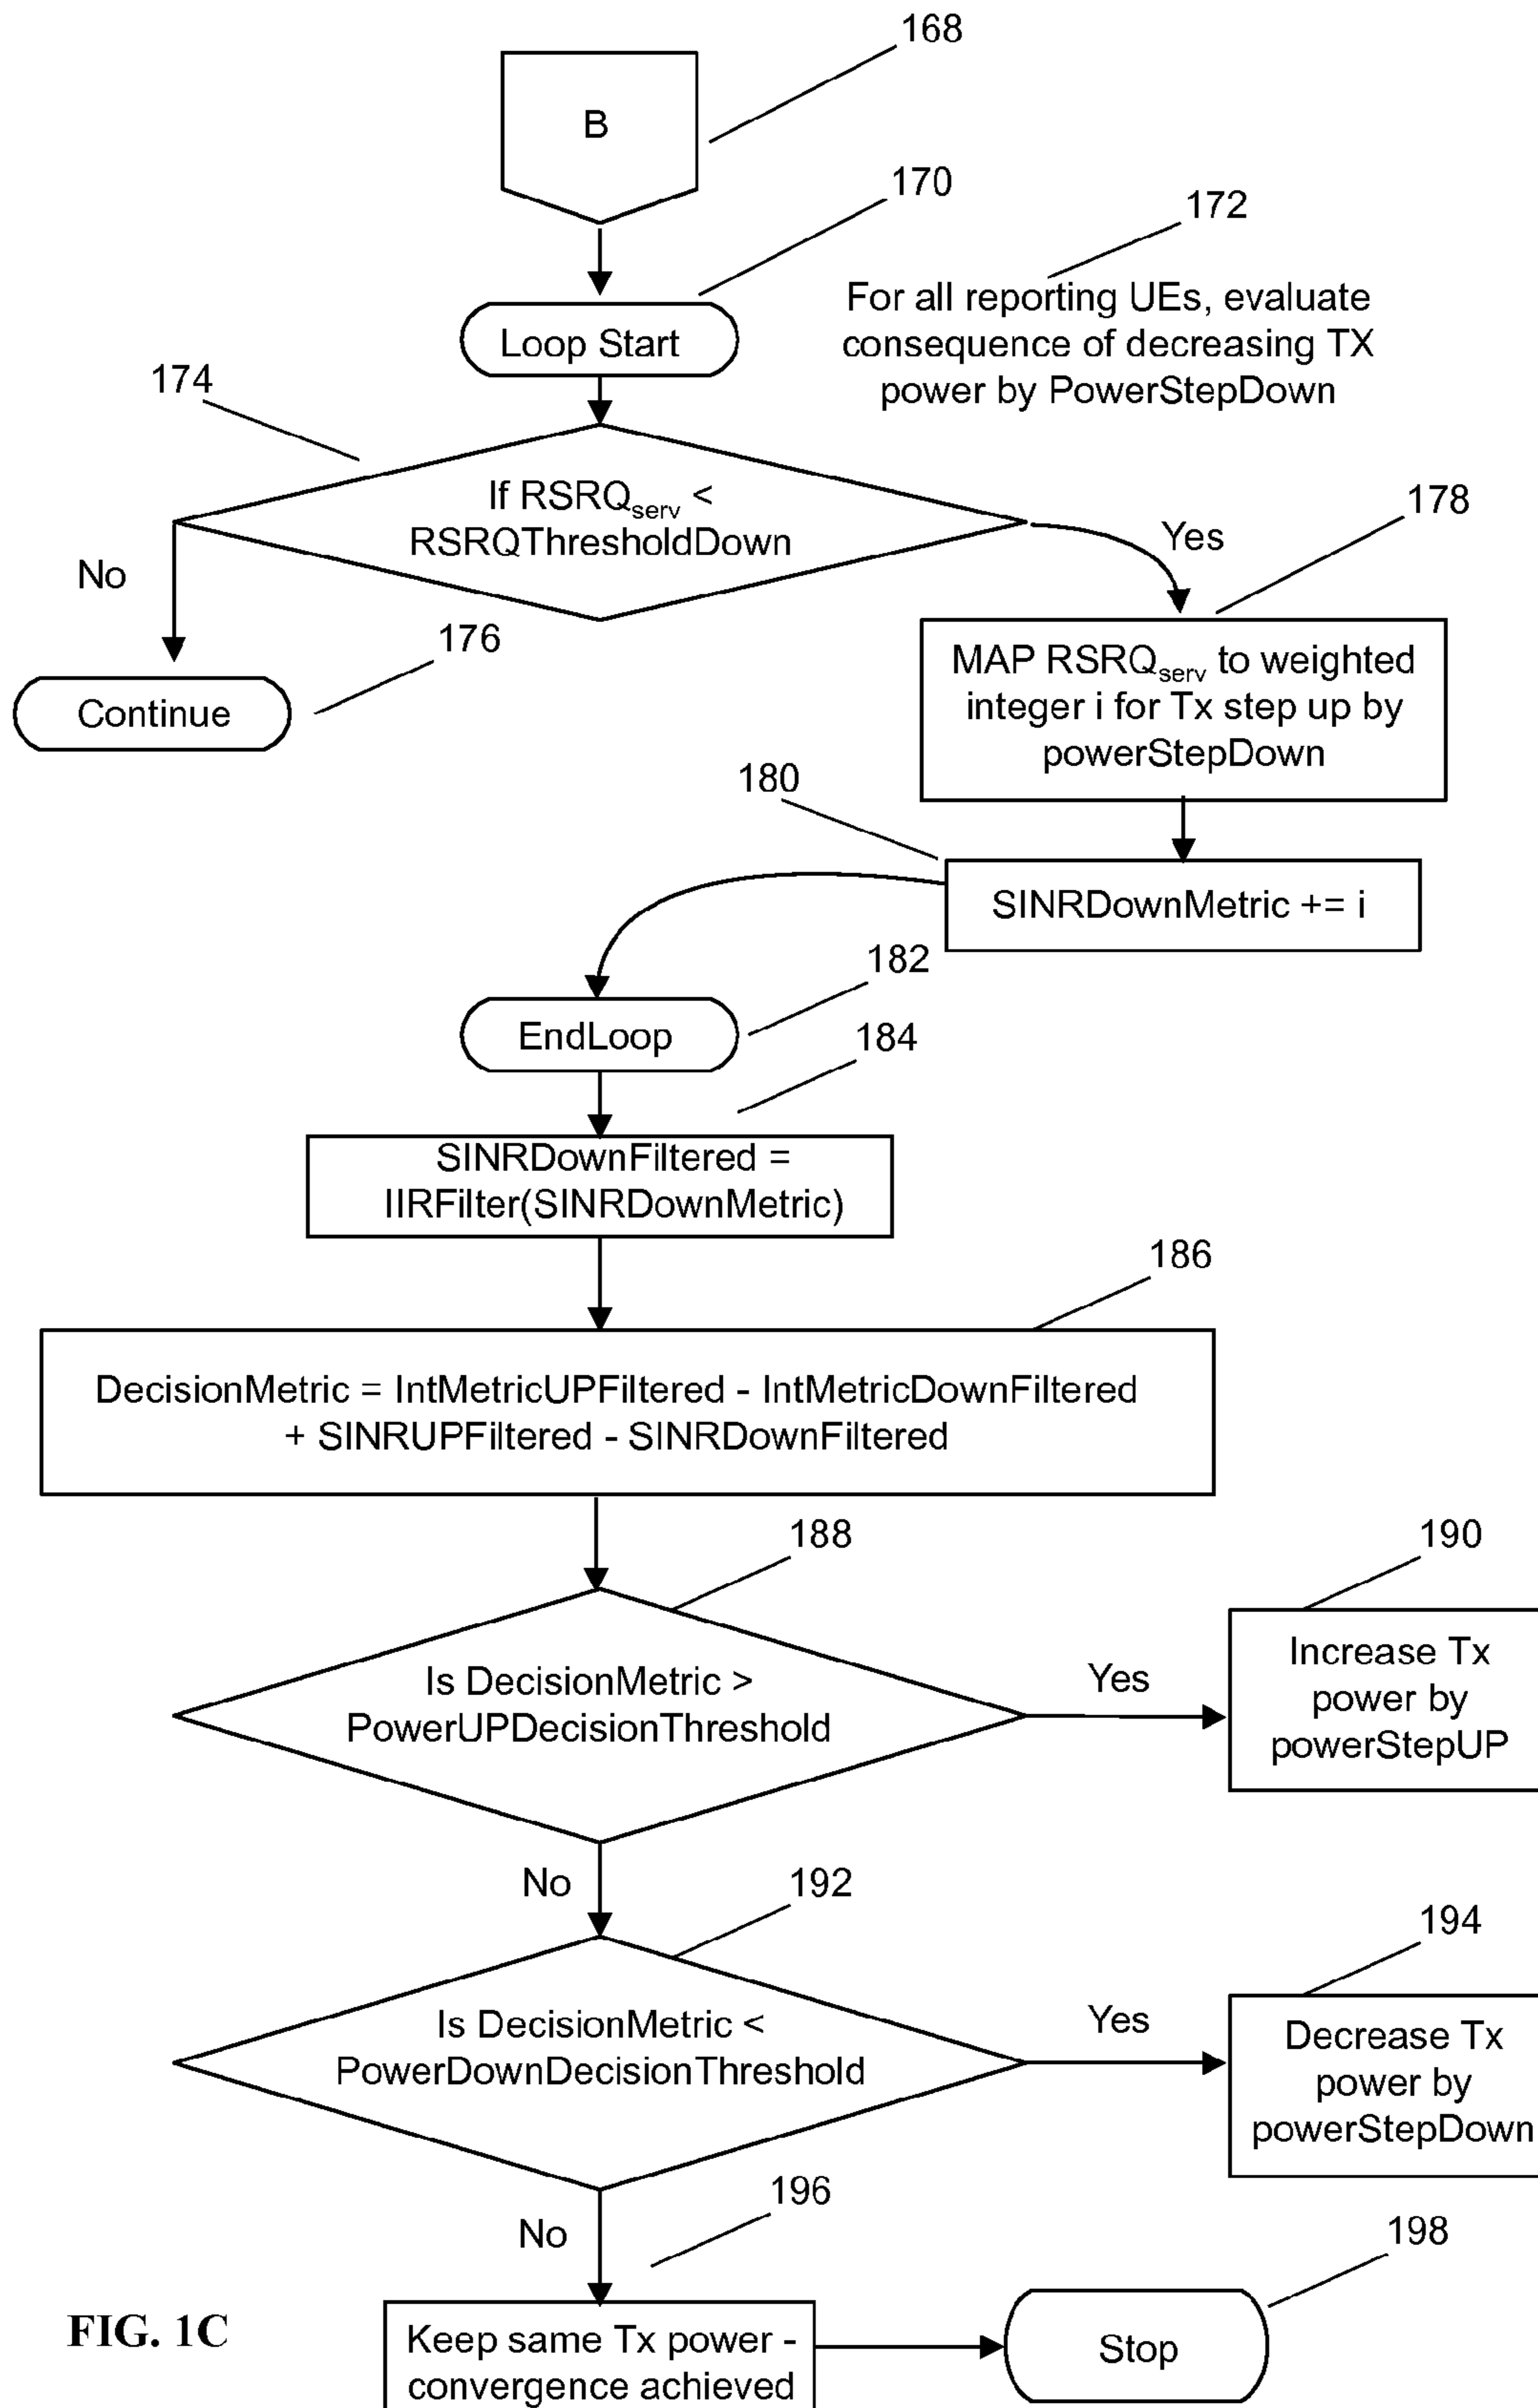 168
B
170
172
Loop Start
For all reporting UEs, evaluate
consequence of decreasing TX
power by PowerStepDown
174
If RSRQserv <
RSRQThresholdDown
No
Yes
178
176
Continue
MAP RSRQserv to weighted
integer i for Tx step up by
powerStepDown
180
SINRDownMetric += i
182
EndLoop
184
SINRDownFiltered =
IIRFilter(SINRDownMetric)
186
DecisionMetric = IntMetricUPFiltered - IntMetricDownFiltered
+ SINRUPFiltered - SINRDownFiltered
188
190
Is DecisionMetric >
PowerUPDecisionThreshold
Yes
Increase Tx
power by
powerStepUP
No
192
194
Is DecisionMetric <
PowerDownDecisionThreshold
Yes
Decrease Tx
power by
powerStepDown
No
196
198
Keep same Tx power -
convergence achieved
Stop
FIG. 1C